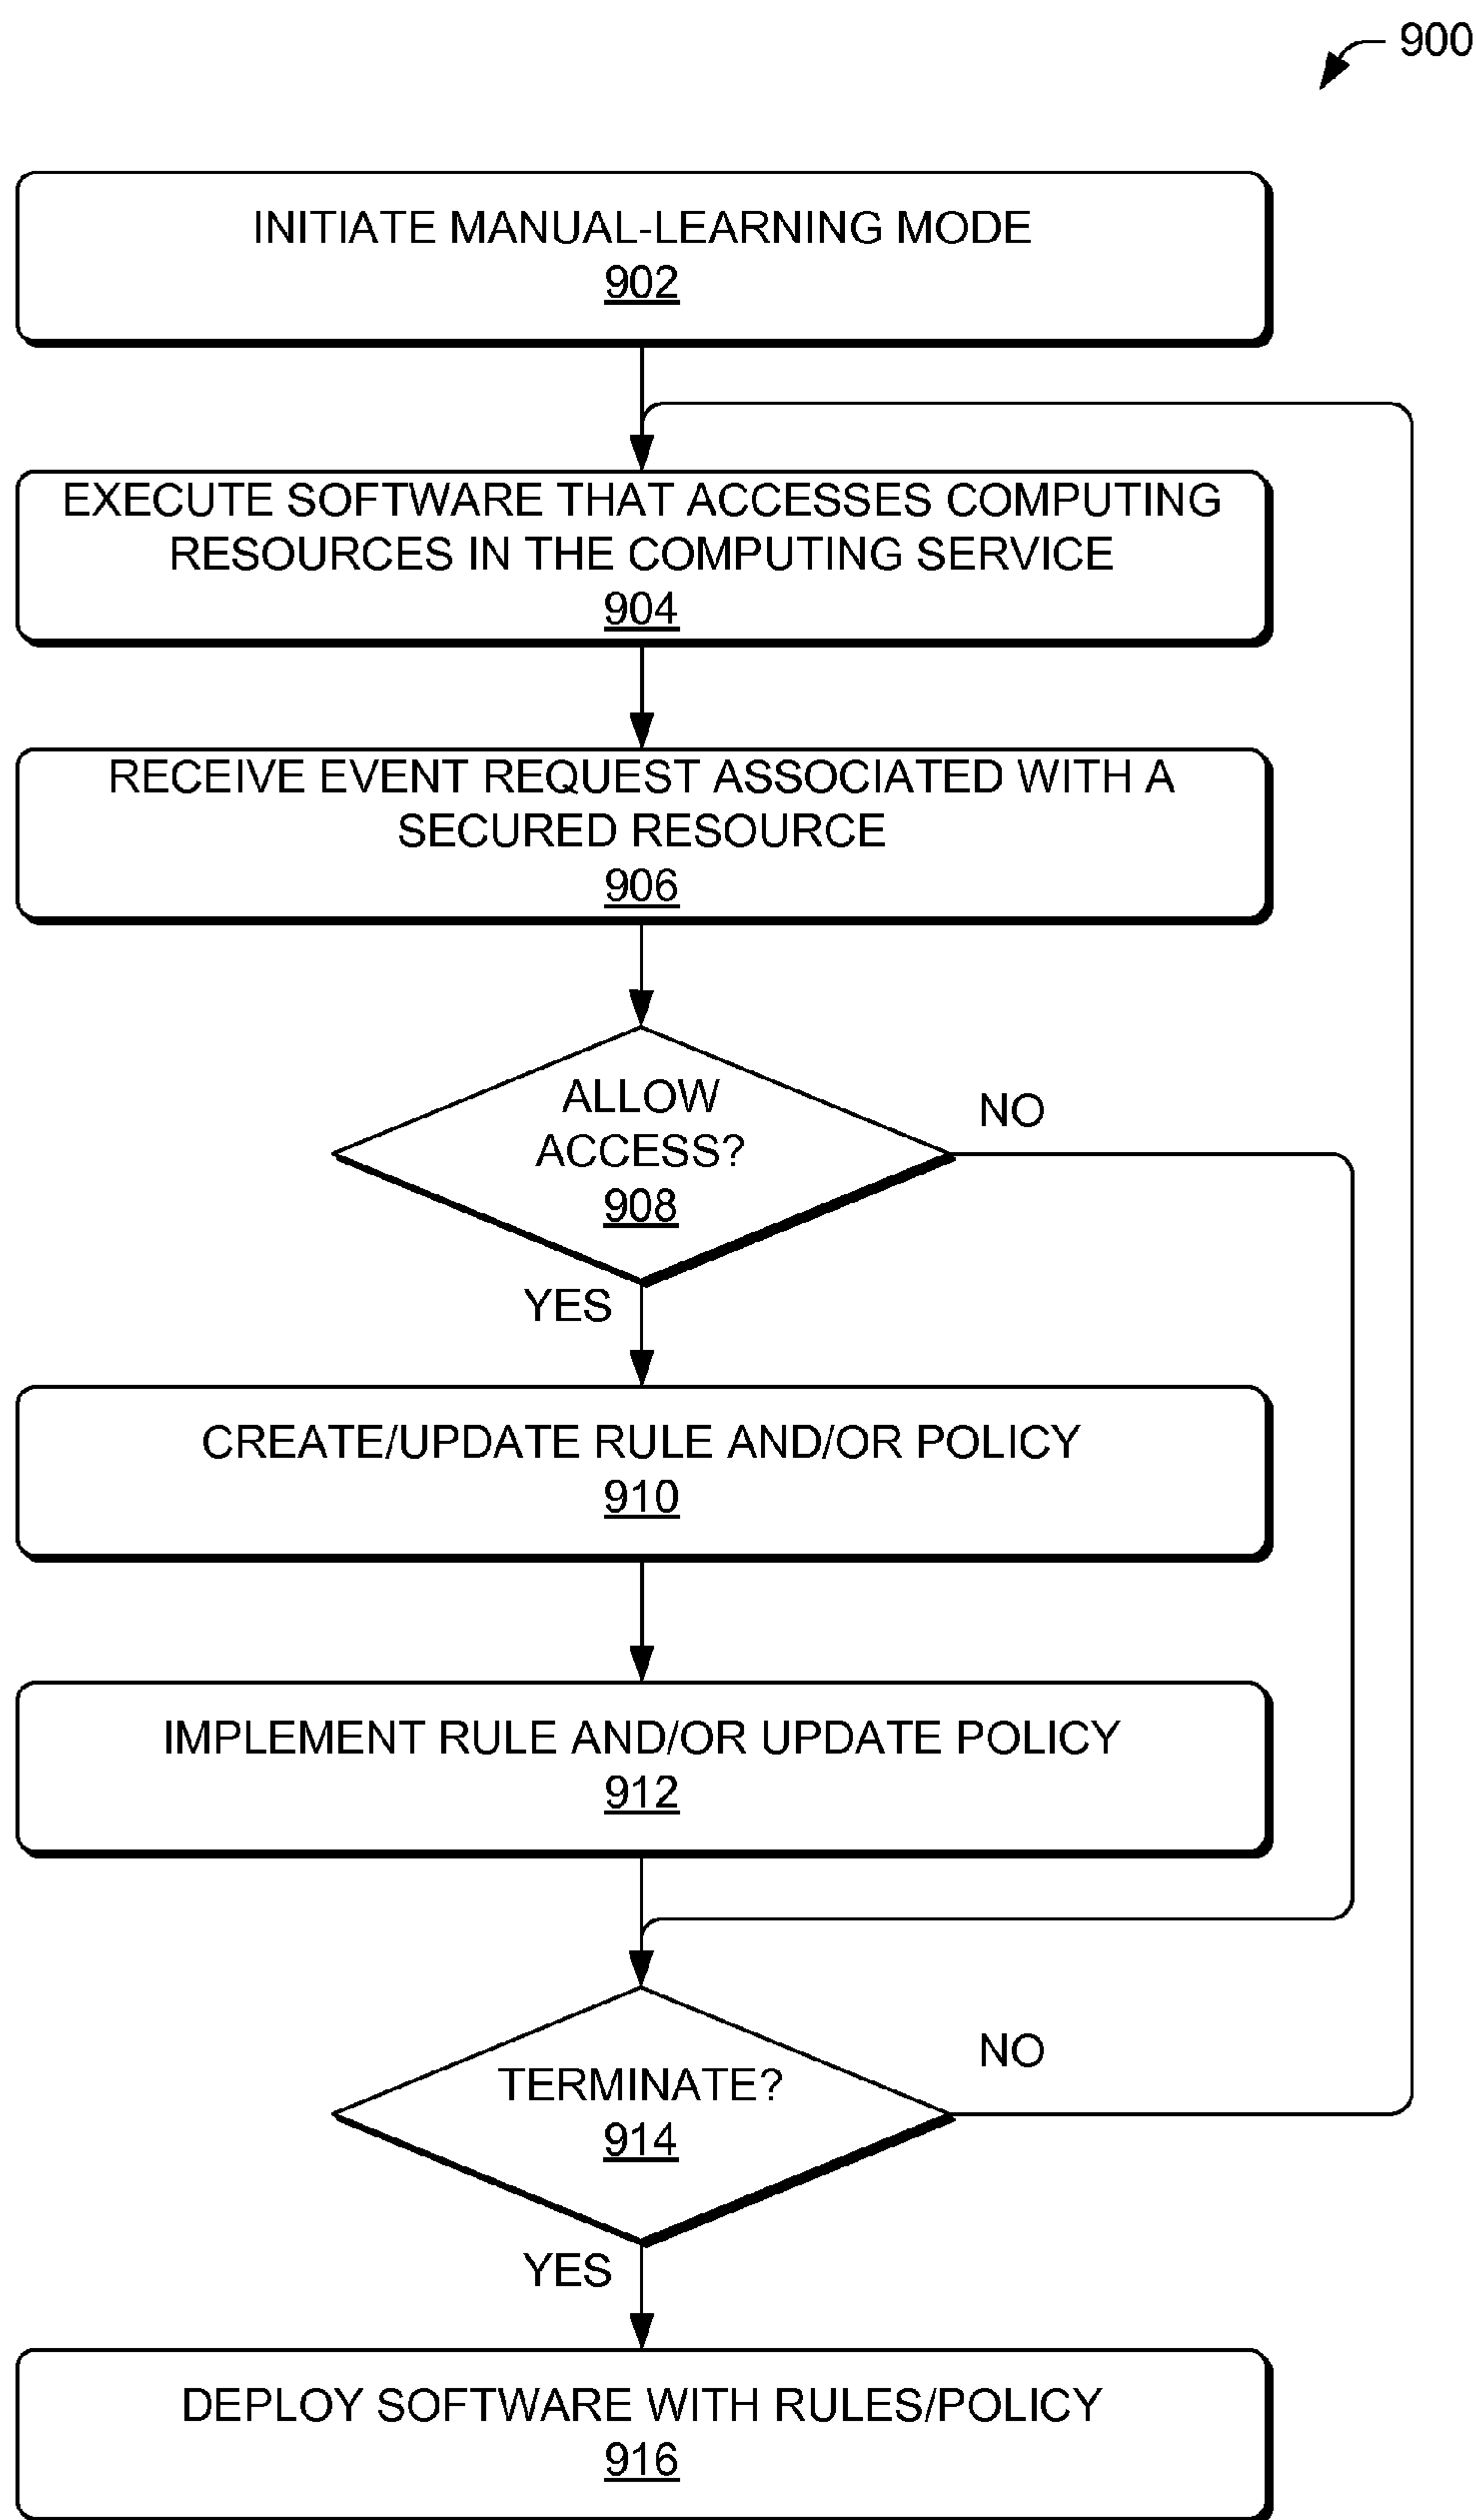 900
INITIATE MANUAL-LEARNING MODE
902
EXECUTE SOFTWARE THAT ACCESSES COMPUTING
RESOURCES IN THE COMPUTING SERVICE
904
RECEIVE EVENT REQUEST ASSOCIATED WITH A
SECURED RESOURCE
906
ALLOW
ACCESS?
908
NO
YES
CREATE/UPDATE RULE AND/OR POLICY
910
IMPLEMENT RULE AND/OR UPDATE POLICY
912
TERMINATE?
914
NO
YES
DEPLOY SOFTWARE WITH RULES/POLICY
916